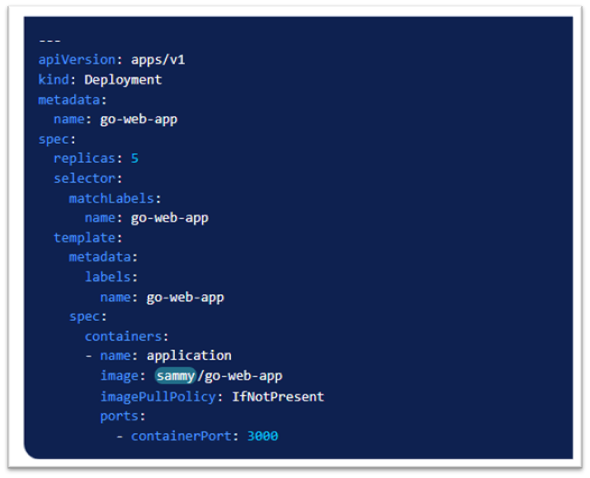 ---
apiVersion: apps/v1
kind: Deployment
metadata:
  name: go-web-app
spec:
  replicas: 5
  selector:
    matchLabels:
      name: go-web-app
  template:
    metadata:
      labels:
        name: go-web-app
    spec:
      containers:
      - name: application
        image: sammy/go-web-app
        imagePullPolicy: IfNotPresent
        ports:
          - containerPort: 3000